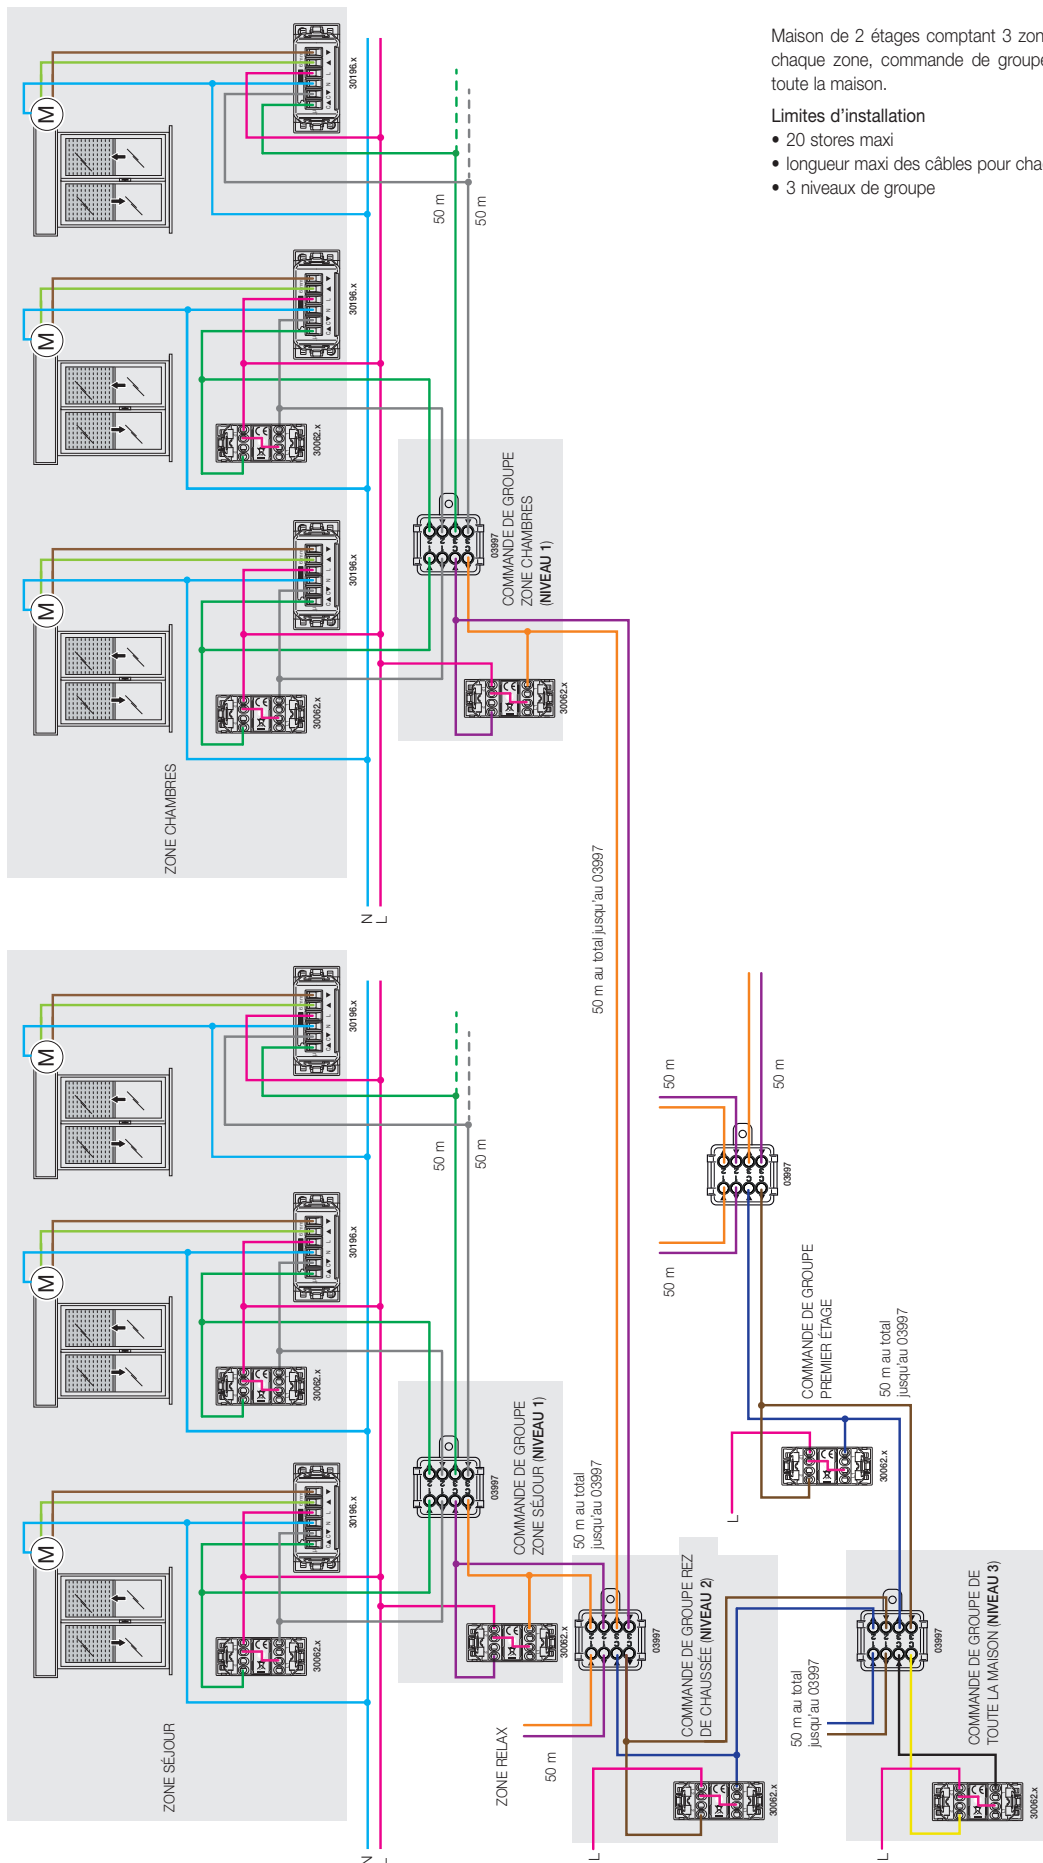 Maison de 2 étages comptant 3 zon
chaque zone, commande de groupe
toute la maison.
Limites d'installation
• 20 stores maxi
• longueur maxi des câbles pour cha
• 3 niveaux de groupe
M
30196.x
50 m
50 m
M
30196.x
30062.x
M
30196.x
30062.x
ZONE CHAMBRES
N
L
03997
COMMANDE DE GROUPE
ZONE CHAMBRES
(NIVEAU 1)
30062.x
50 m au total jusqu'au 03997
M
30196.x
50 m
50 m
M
30196.x
30062.x
M
30196.x
30062.x
ZONE SÉJOUR
N
L
03997
COMMANDE DE GROUPE
ZONE SÉJOUR (NIVEAU 1)
30062.x
50 m au total
jusqu'au 03997
ZONE RELAX
50 m
03997
COMMANDE DE GROUPE REZ
DE CHAUSSÉE (NIVEAU 2)
30062.x
L
50 m
50 m
50 m
03997
COMMANDE DE GROUPE
PREMIER ÉTAGE
50 m au total
jusqu'au 03997
30062.x
L
50 m au total
jusqu'au 03997
03997
COMMANDE DE GROUPE DE
TOUTE LA MAISON (NIVEAU 3)
30062.x
L